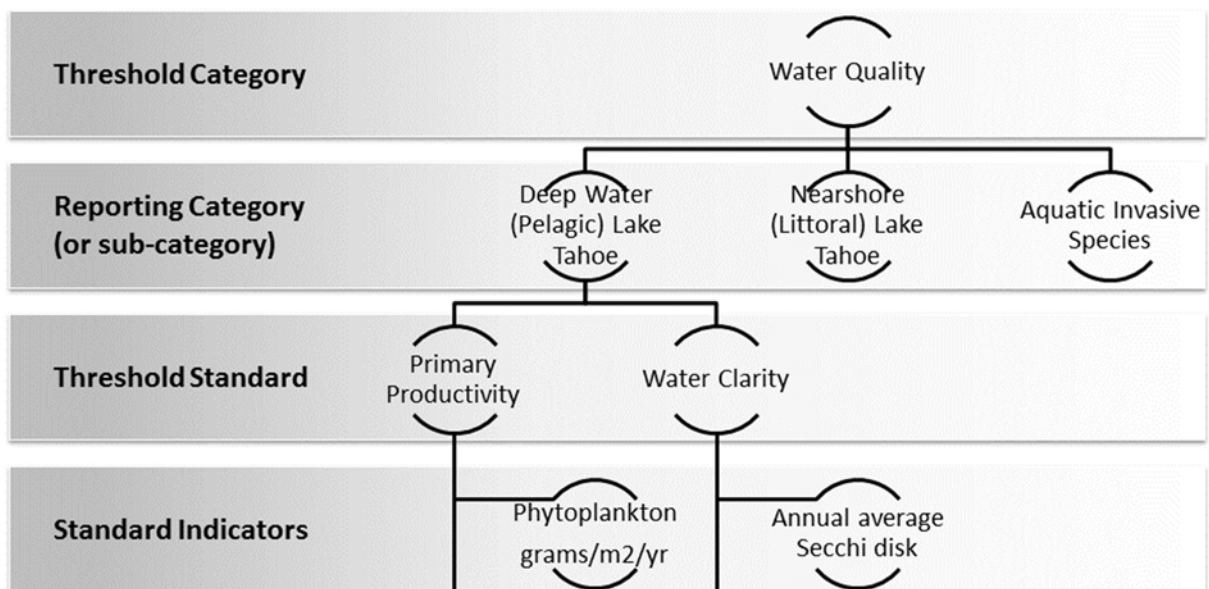 Threshold Category
Water Quality
Reporting Category
(or sub-category)
Deep Water
(Pelagic) Lake
Tahoe
Nearshore
(Littoral) Lake
Tahoe
Aquatic Invasive
Species
Threshold Standard
Primary
Productivity
Water Clarity
Standard Indicators
Phytoplankton
grams/m2/yr
Annual average
Secchi disk